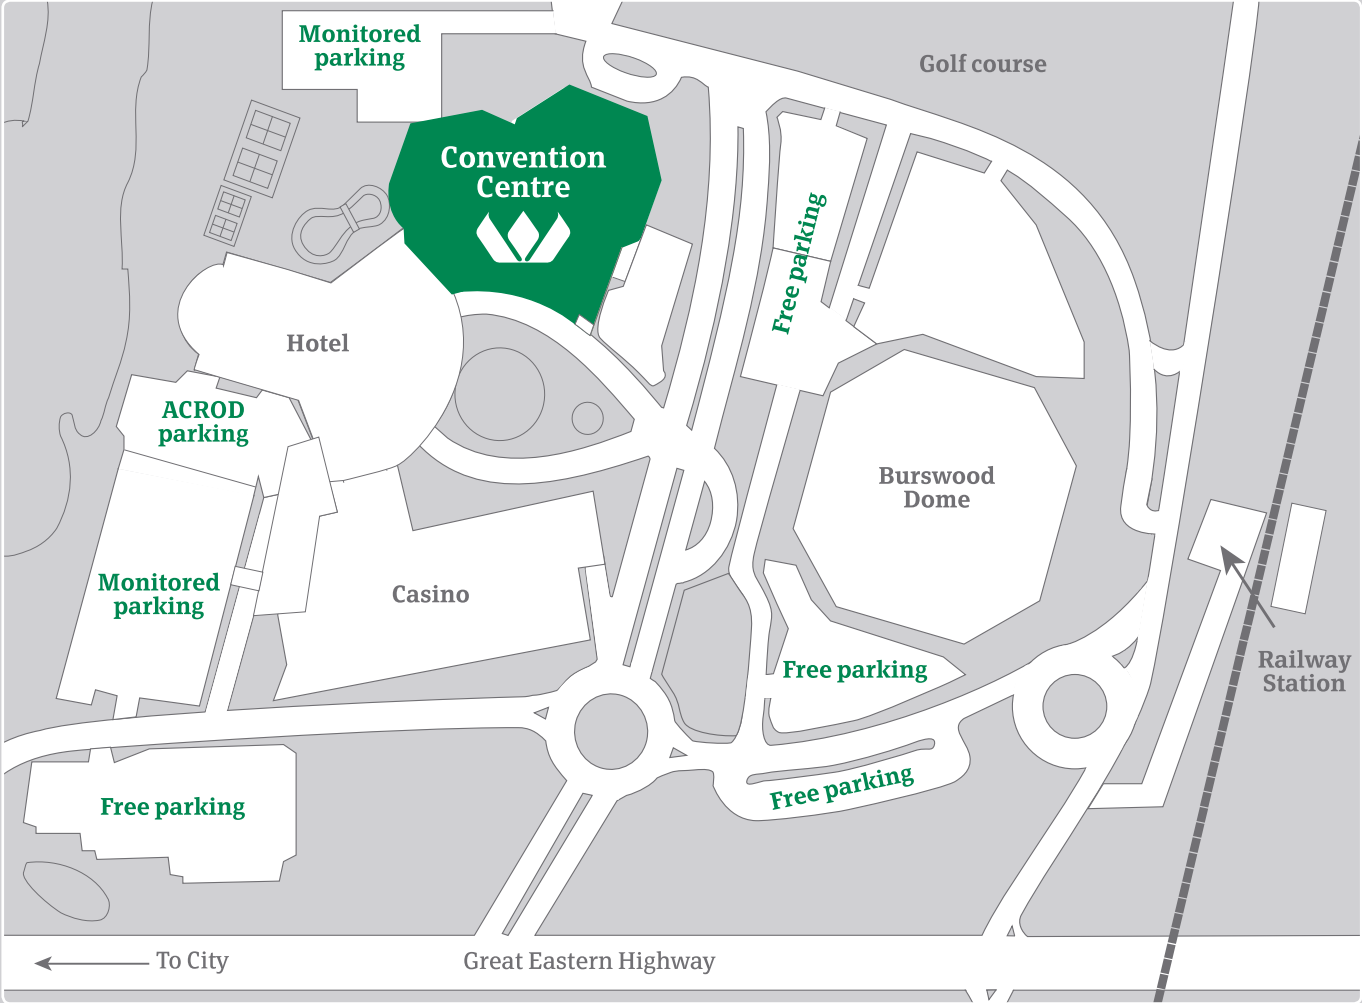 Monitored
parking
Golf course
Convention
Centre
Free parking
Hotel
ACROD
parking
Burswood
Dome
Monitored
parking
Casino
Free parking
Railway
Station
Free parking
Free parking
To City
Great Eastern Highway